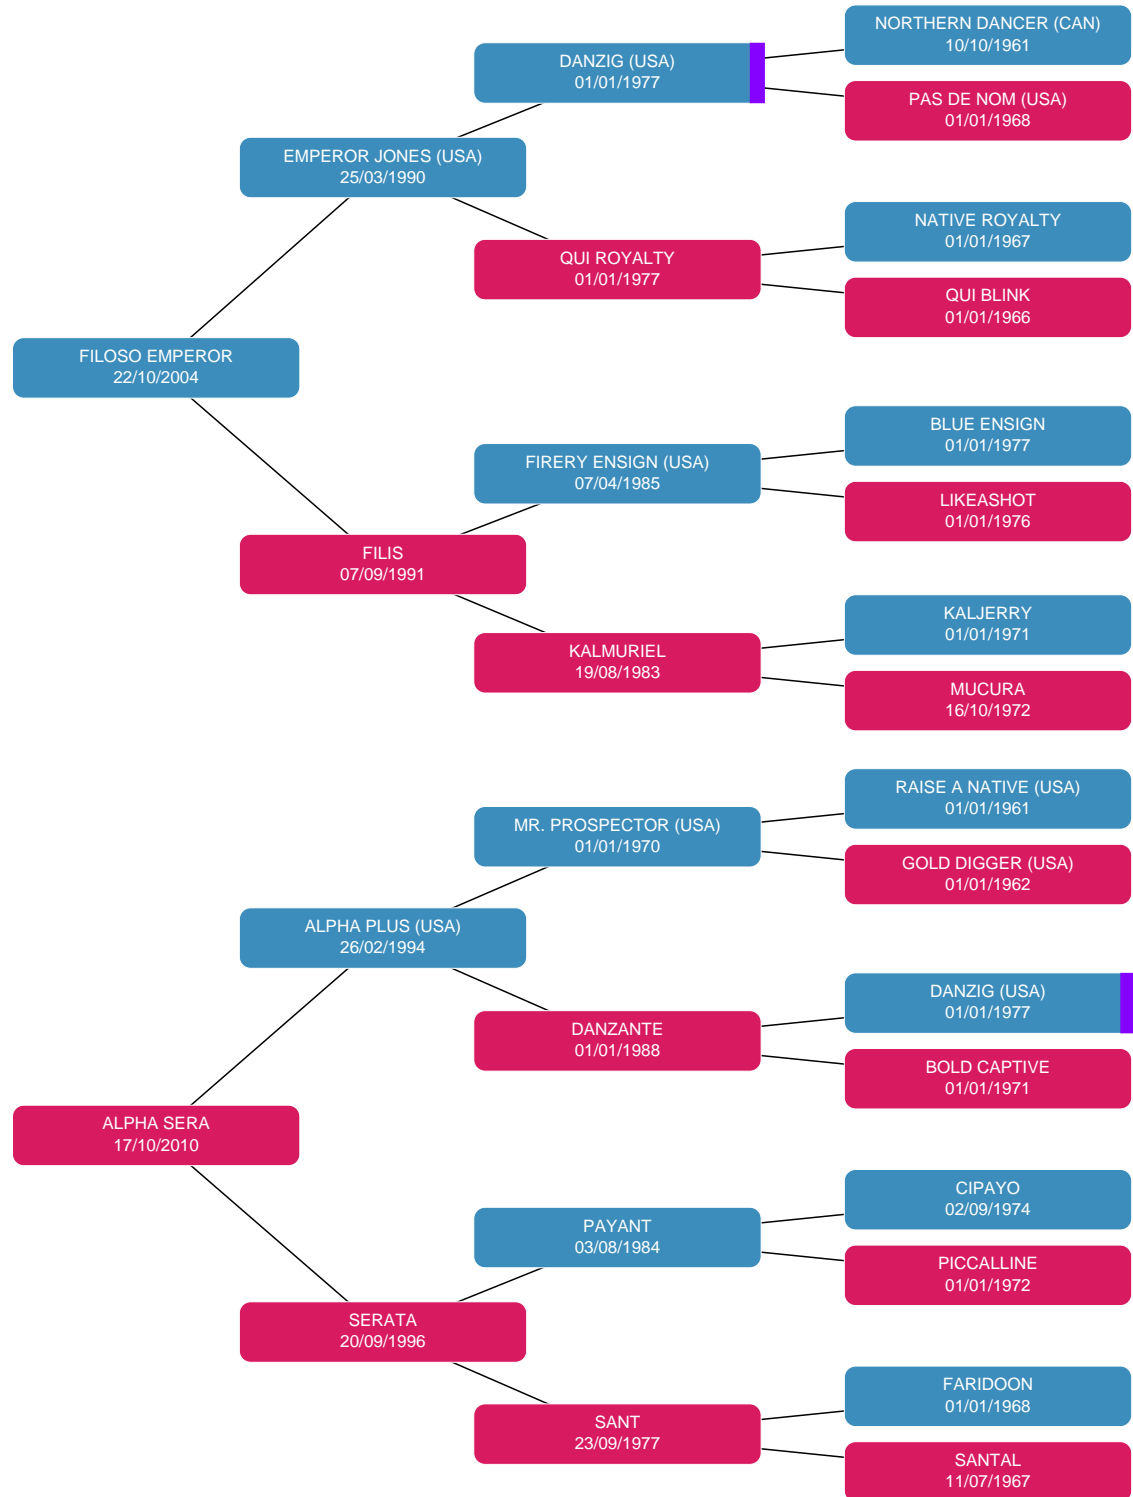 NORTHERN DANCER (CAN)
10/10/1961
DANZIG (USA)
01/01/1977
PAS DE NOM (USA)
01/01/1968
EMPEROR JONES (USA)
25/03/1990
NATIVE ROYALTY
01/01/1967
QUI ROYALTY
01/01/1977
QUI BLINK
01/01/1966
FILOSO EMPEROR
22/10/2004
BLUE ENSIGN
01/01/1977
FIRERY ENSIGN (USA)
07/04/1985
LIKEASHOT
01/01/1976
FILIS
07/09/1991
KALJERRY
01/01/1971
KALMURIEL
19/08/1983
MUCURA
16/10/1972
RAISE A NATIVE (USA)
01/01/1961
MR. PROSPECTOR (USA)
01/01/1970
GOLD DIGGER (USA)
01/01/1962
ALPHA PLUS (USA)
26/02/1994
DANZIG (USA)
01/01/1977
DANZANTE
01/01/1988
BOLD CAPTIVE
01/01/1971
ALPHA SERA
17/10/2010
CIPAYO
02/09/1974
PAYANT
03/08/1984
PICCALLINE
01/01/1972
SERATA
20/09/1996
FARIDOON
01/01/1968
SANT
23/09/1977
SANTAL
11/07/1967